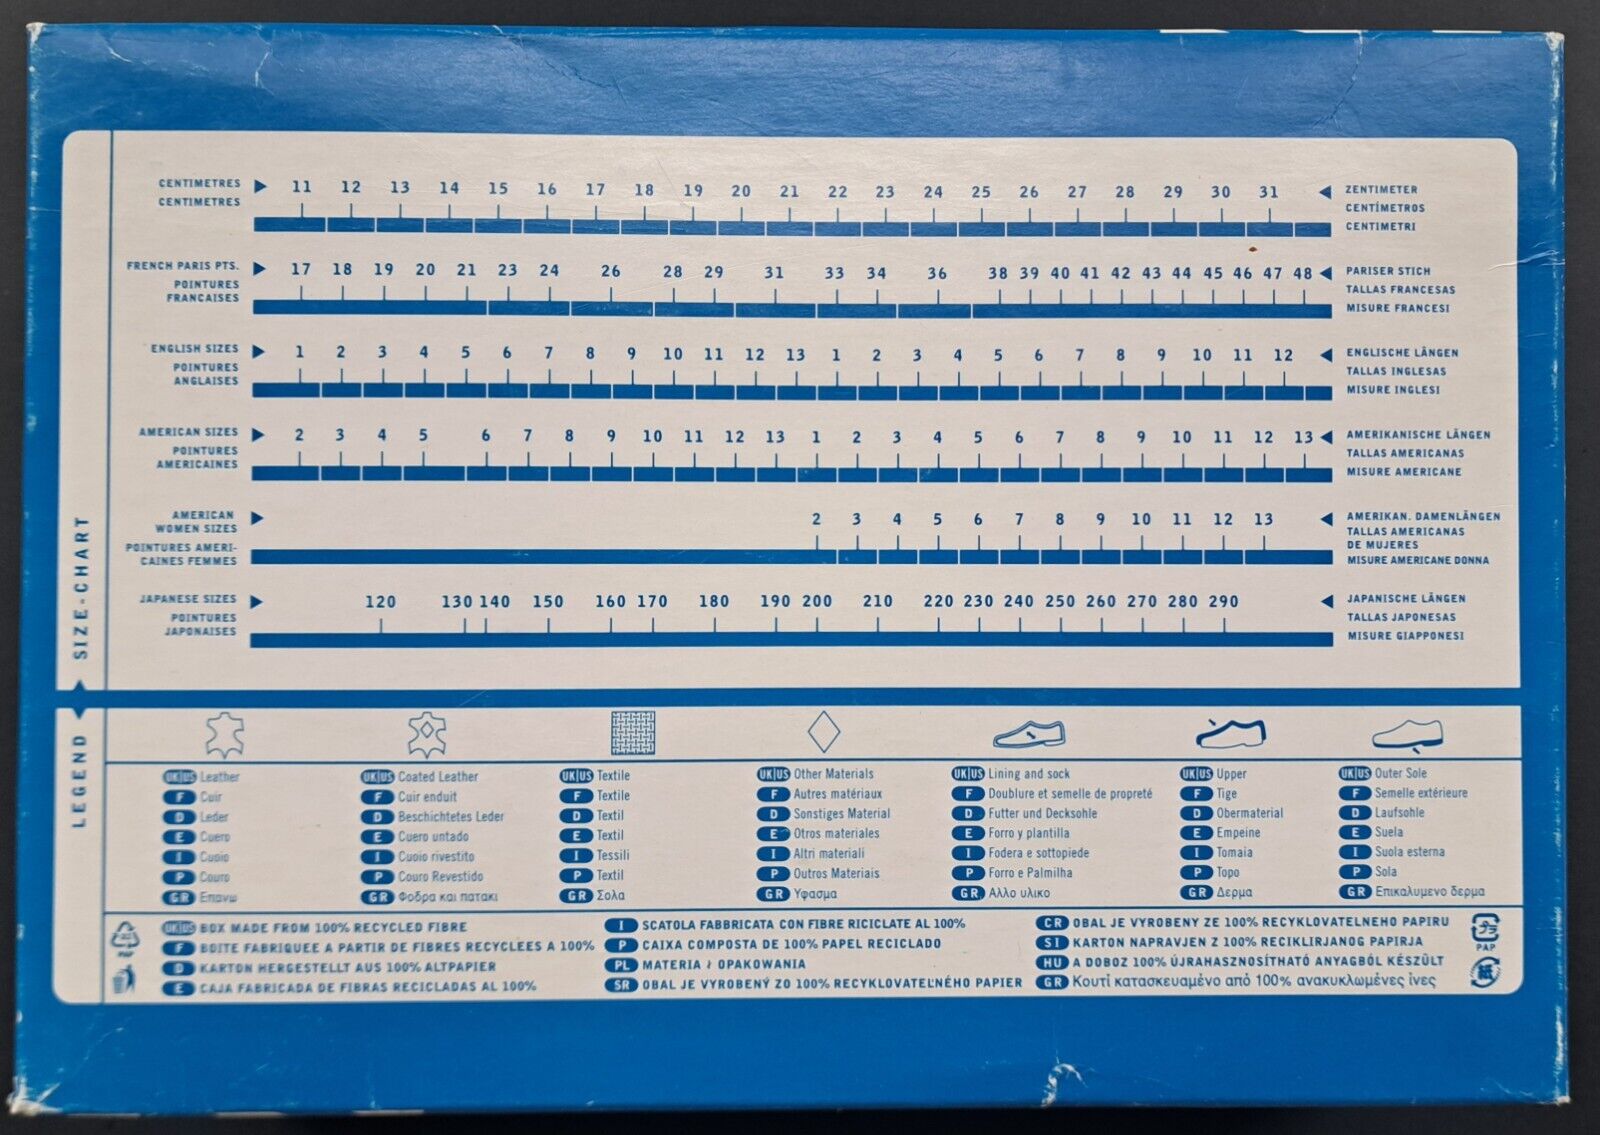 SIZE-CHART
CENTIMETRES 11 12 13 14 15 16 17 18 19 20 21 22 23 24 25 26 27 28 29 30 31 ZENTIMETER
CENTIMETRES CENTÍMETROS
CENTIMETRI
FRENCH PARIS PTS. 17 18 19 20 21 23 24 26 28 29 31 33 34 36 38 39 40 41 42 43 44 45 46 47 48 PARISER STICH
POINTURES TALLAS FRANCESAS
FRANCAISES MISURE FRANCESI
ENGLISH SIZES 1 2 3 4 5 6 7 8 9 10 11 12 13 1 2 3 4 5 6 7 8 9 10 11 12 ENGLISCHE LÄNGEN
POINTURES TALLAS INGLESAS
ANGLAISES MISURE INGLESI
AMERICAN SIZES 2 3 4 5 6 7 8 9 10 11 12 13 1 2 3 4 5 6 7 8 9 10 11 12 13 AMERIKANISCHE LÄNGEN
POINTURES TALLAS AMERICANAS
AMERICAINES MISURE AMERICANE
AMERICAN 2 3 4 5 6 7 8 9 10 11 12 13 AMERIKAN. DAMENLÄNGEN
WOMEN SIZES TALLAS AMERICANAS
DE MUJERES
POINTURES AMERI-
CAINES FEMMES MISURE AMERICANE DONNA
JAPANESE SIZES 120 130 140 150 160 170 180 190 200 210 220 230 240 250 260 270 280 290 JAPANISCHE LÄNGEN
POINTURES TALLAS JAPONESAS
JAPONAISES MISURE GIAPPONESI
LEGEND
UK|US Leather
F Cuir
D Leder
E Cuero
I Cuoio
P Couro
GR Επανω
UK|US Coated Leather
F Cuir enduit
D Beschichtetes Leder
E Cuero untado
I Cuoio rivestito
P Couro Revestido
GR Φοδρα και πατακι
UK|US Textile
F Textile
D Textil
E Textil
I Tessili
P Textil
GR Σολα
UK|US Other Materials
F Autres matériaux
D Sonstiges Material
E Otros materiales
I Altri materiali
P Outros Materiais
GR Υφασμα
UK|US Lining and sock
F Doublure et semelle de propreté
D Futter und Decksohle
E Forro y plantilla
I Fodera e sottopiede
P Forro e Palmilha
GR Αλλο υλικο
UK|US Upper
F Tige
D Obermaterial
E Empeine
I Tomaia
P Topo
GR Δερμα
UK|US Outer Sole
F Semelle extérieure
D Laufsohle
E Suela
I Suola esterna
P Sola
GR Επικαλυμενο δερμα
PAP
UK|US BOX MADE FROM 100% RECYCLED FIBRE
F BOITE FABRIQUEE A PARTIR DE FIBRES RECYCLEES A 100%
D KARTON HERGESTELLT AUS 100% ALTPAPIER
E CAJA FABRICADA DE FIBRAS RECICLADAS AL 100%
I SCATOLA FABBRICATA CON FIBRE RICICLATE AL 100%
P CAIXA COMPOSTA DE 100% PAPEL RECICLADO
PL MATERIA ł OPAKOWANIA
SR OBAL JE VYROBENÝ ZO 100% RECYKLOVATEĽNÉHO PAPIER
CR OBAL JE VYROBENY ZE 100% RECYKLOVATELNEHO PAPIRU
SI KARTON NAPRAVJEN Z 100% RECIKLIRJANOG PAPIRJA
HU A DOBOZ 100% ÚJRAHASZNOSÍTHATÓ ANYAGBÓL KÉSZÜLT
GR Κουτί κατασκευαμένο από 100% ανακυκλωμένες ίνες
プラ
PAP
紙